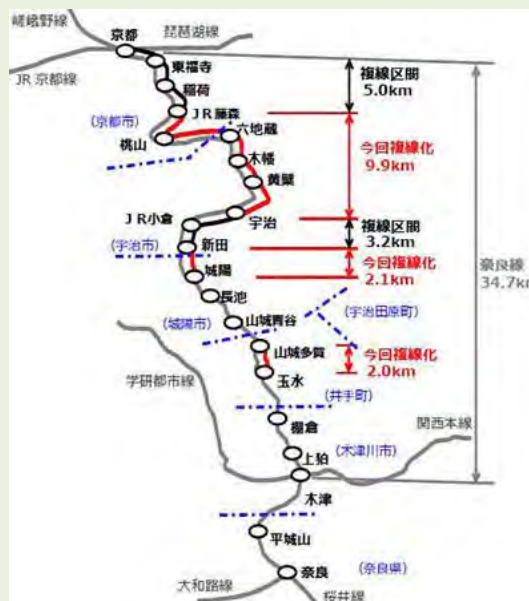 嵯峨野線
琵琶湖線
京都
JR京都線
東福寺
稲荷
JR藤森
(京都市)
桃山
六地蔵
木幡
黄檗
宇治
JR小倉
新田
(宇治市)
城陽
長池
(城陽市)
山城青谷
(宇治田原町)
山城多賀
玉水
学研都市線
(井手町)
棚倉
関西本線
上狛
(木津川市)
木津
平城山
奈良
(奈良県)
大和路線
桜井線
複線区間
5.0km
今回複線化
9.9km
複線区間
3.2km
今回複線化
2.1km
今回複線化
2.0km
奈良線
34.7km